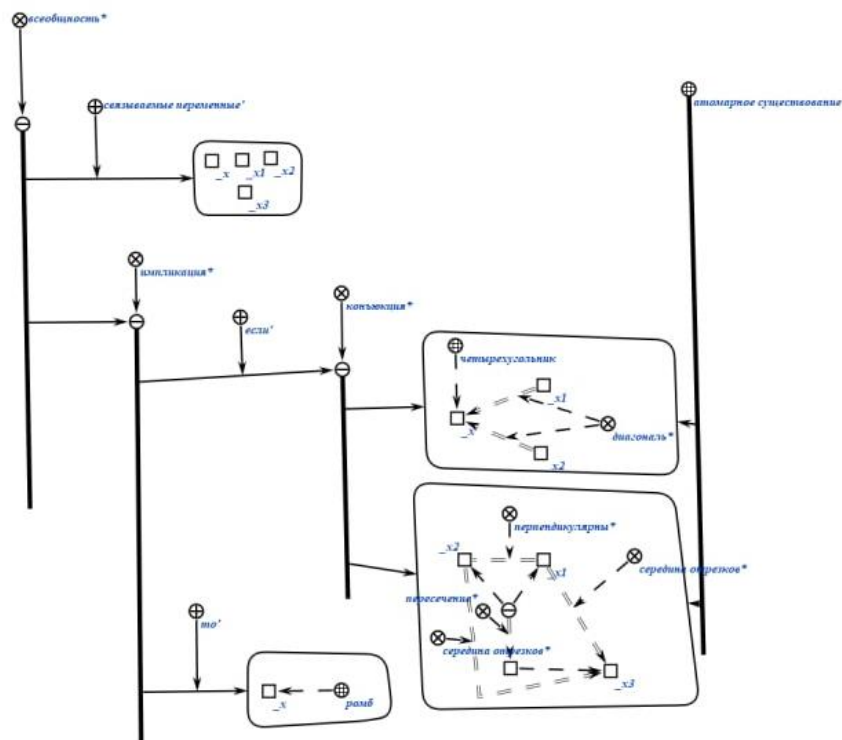 всеобщность*
атомарное существование
связываемые переменные'
_x
_x1
_x2
_x3
импликация*
конъюкция*
если'
четырехугольник
_x1
_x
диагональ*
x2
перпендикулярны*
_x2
_x1
середина отрезков*
пересечение*
середина отрезков*
_x3
то'
_x
ромб